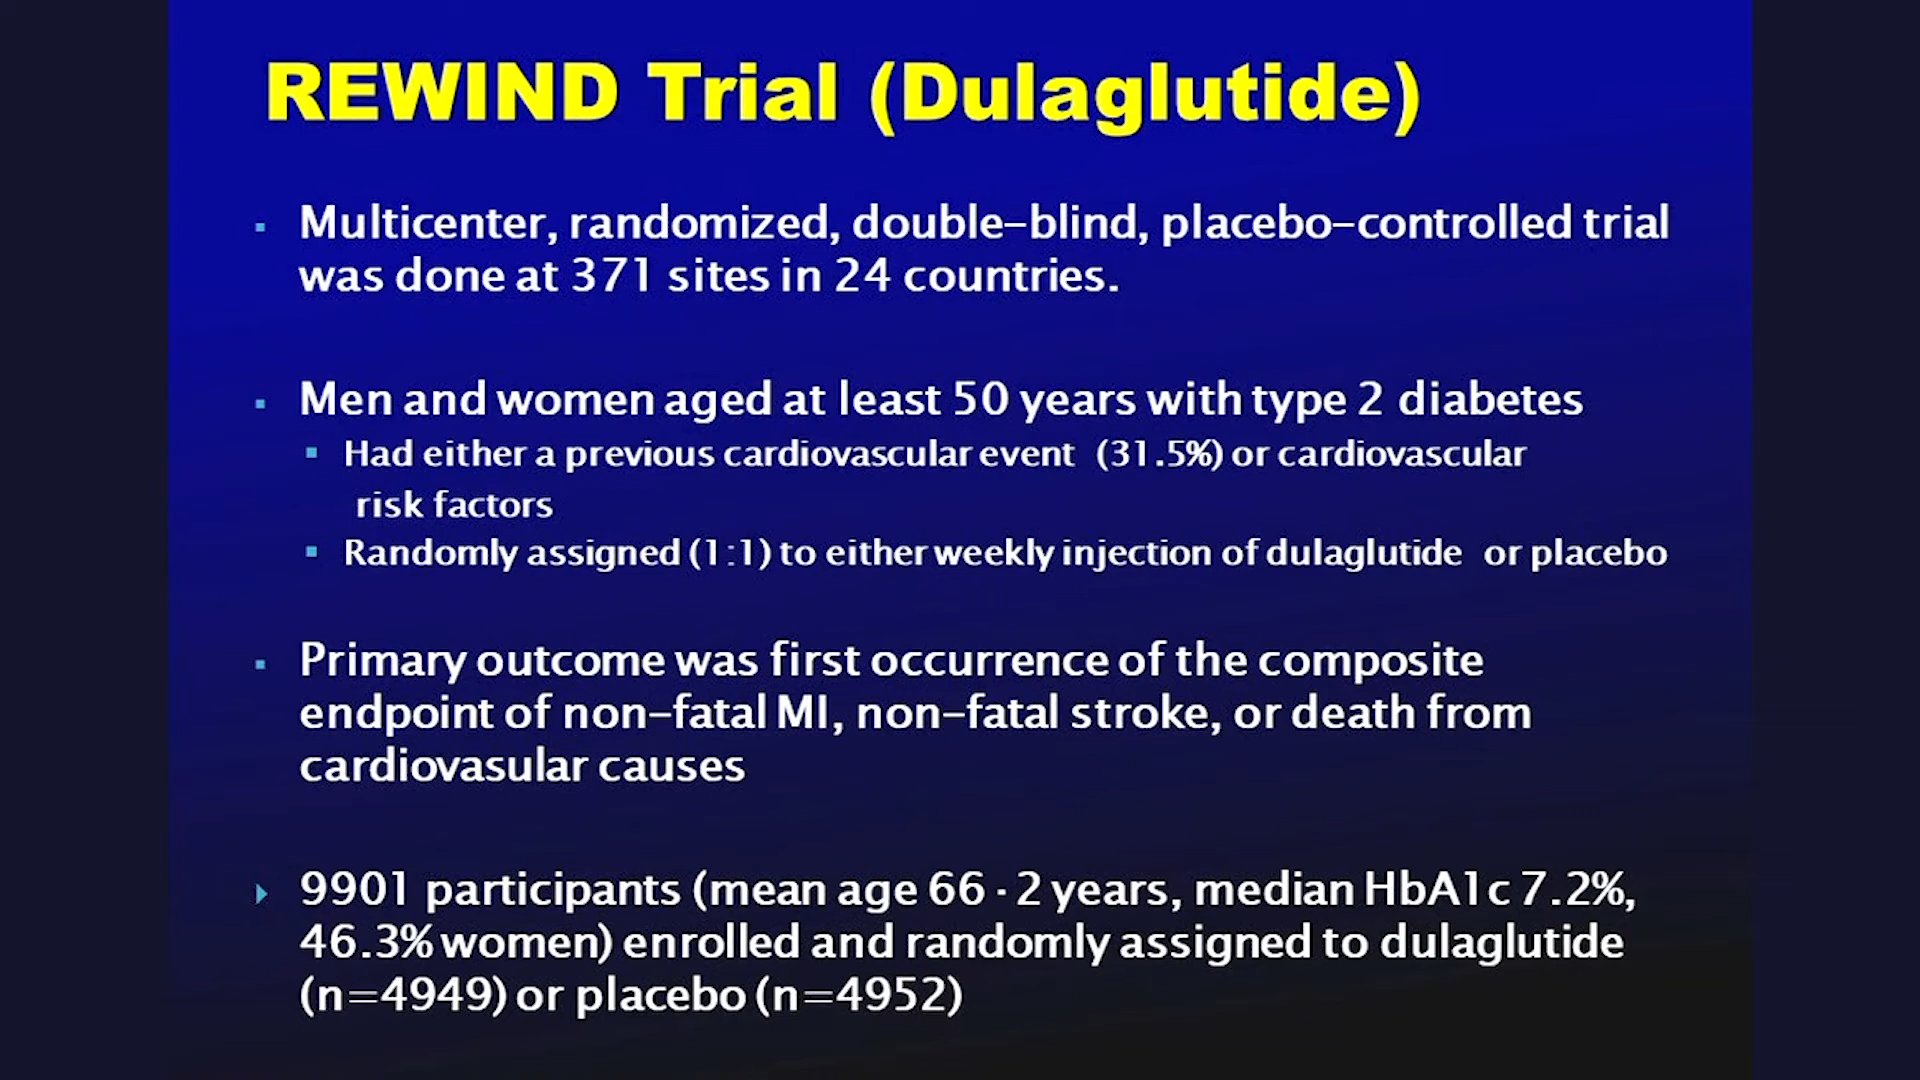 REWIND Trial (Dulaglutide)
Multicenter, randomized, double-blind, placebo-controlled trial
was done at 371 sites in 24 countries.
Men and women aged at least 50 years with type 2 diabetes
Had either a previous cardiovascular event (31.5%) or cardiovascular
risk factors
Randomly assigned (1:1) to either weekly injection of dulaglutide or placebo
Primary outcome was first occurrence of the composite
endpoint of non-fatal MI, non-fatal stroke, or death from
cardiovasular causes
9901 participants (mean age 66·2 years, median HbA1c 7.2%,
46.3% women) enrolled and randomly assigned to dulaglutide
(n=4949) or placebo (n=4952)